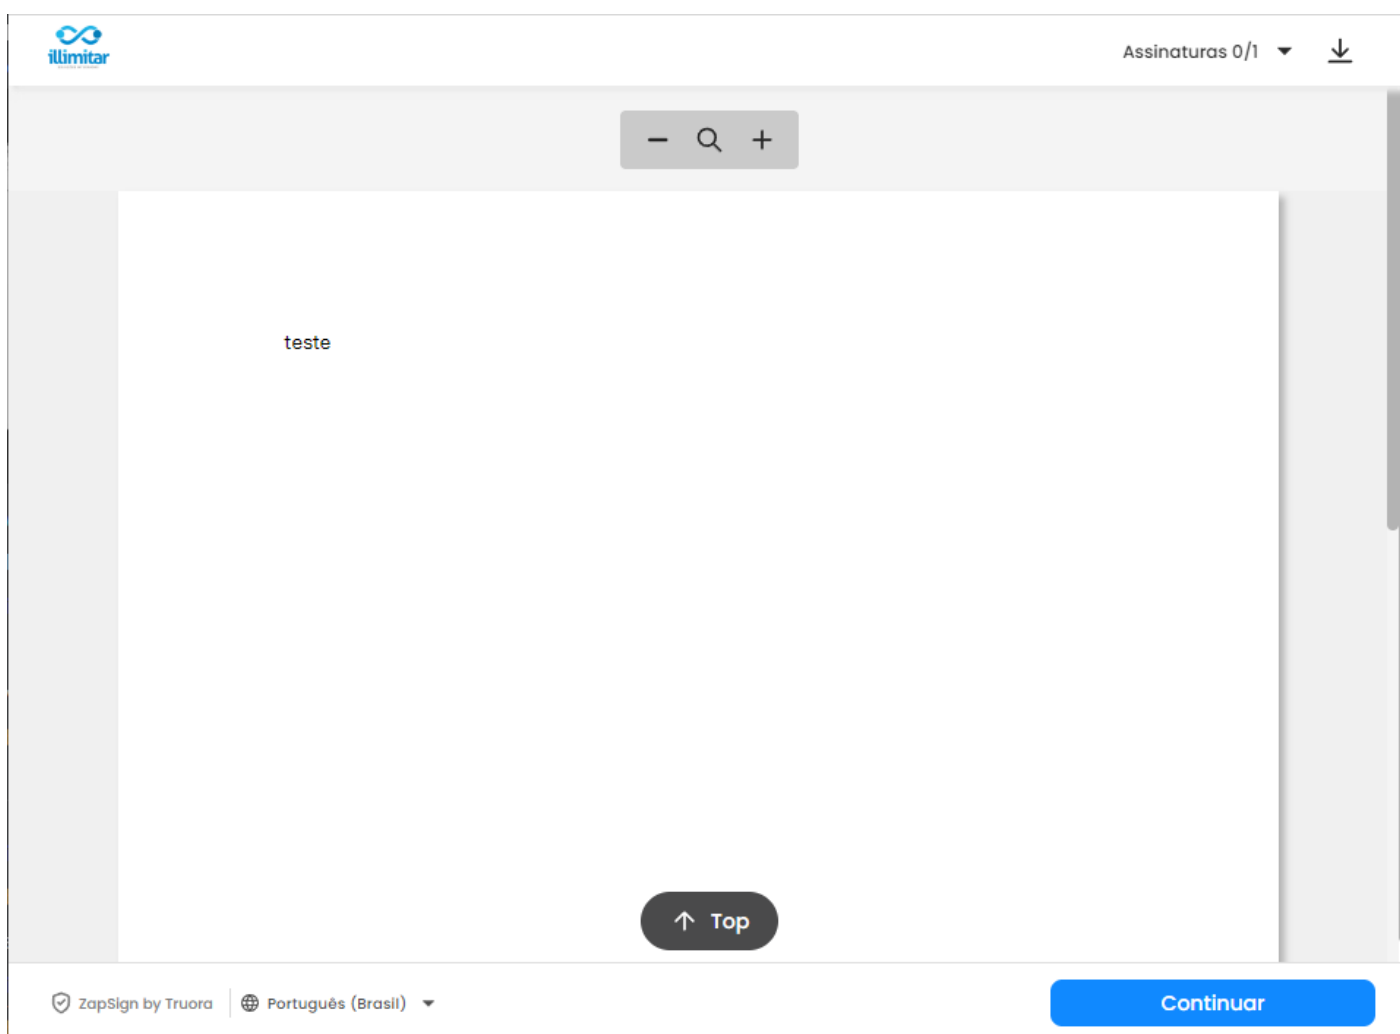 illimitar
Assinaturas 0/1
teste
Top
ZapSign by Truora
Português (Brasil)
Continuar